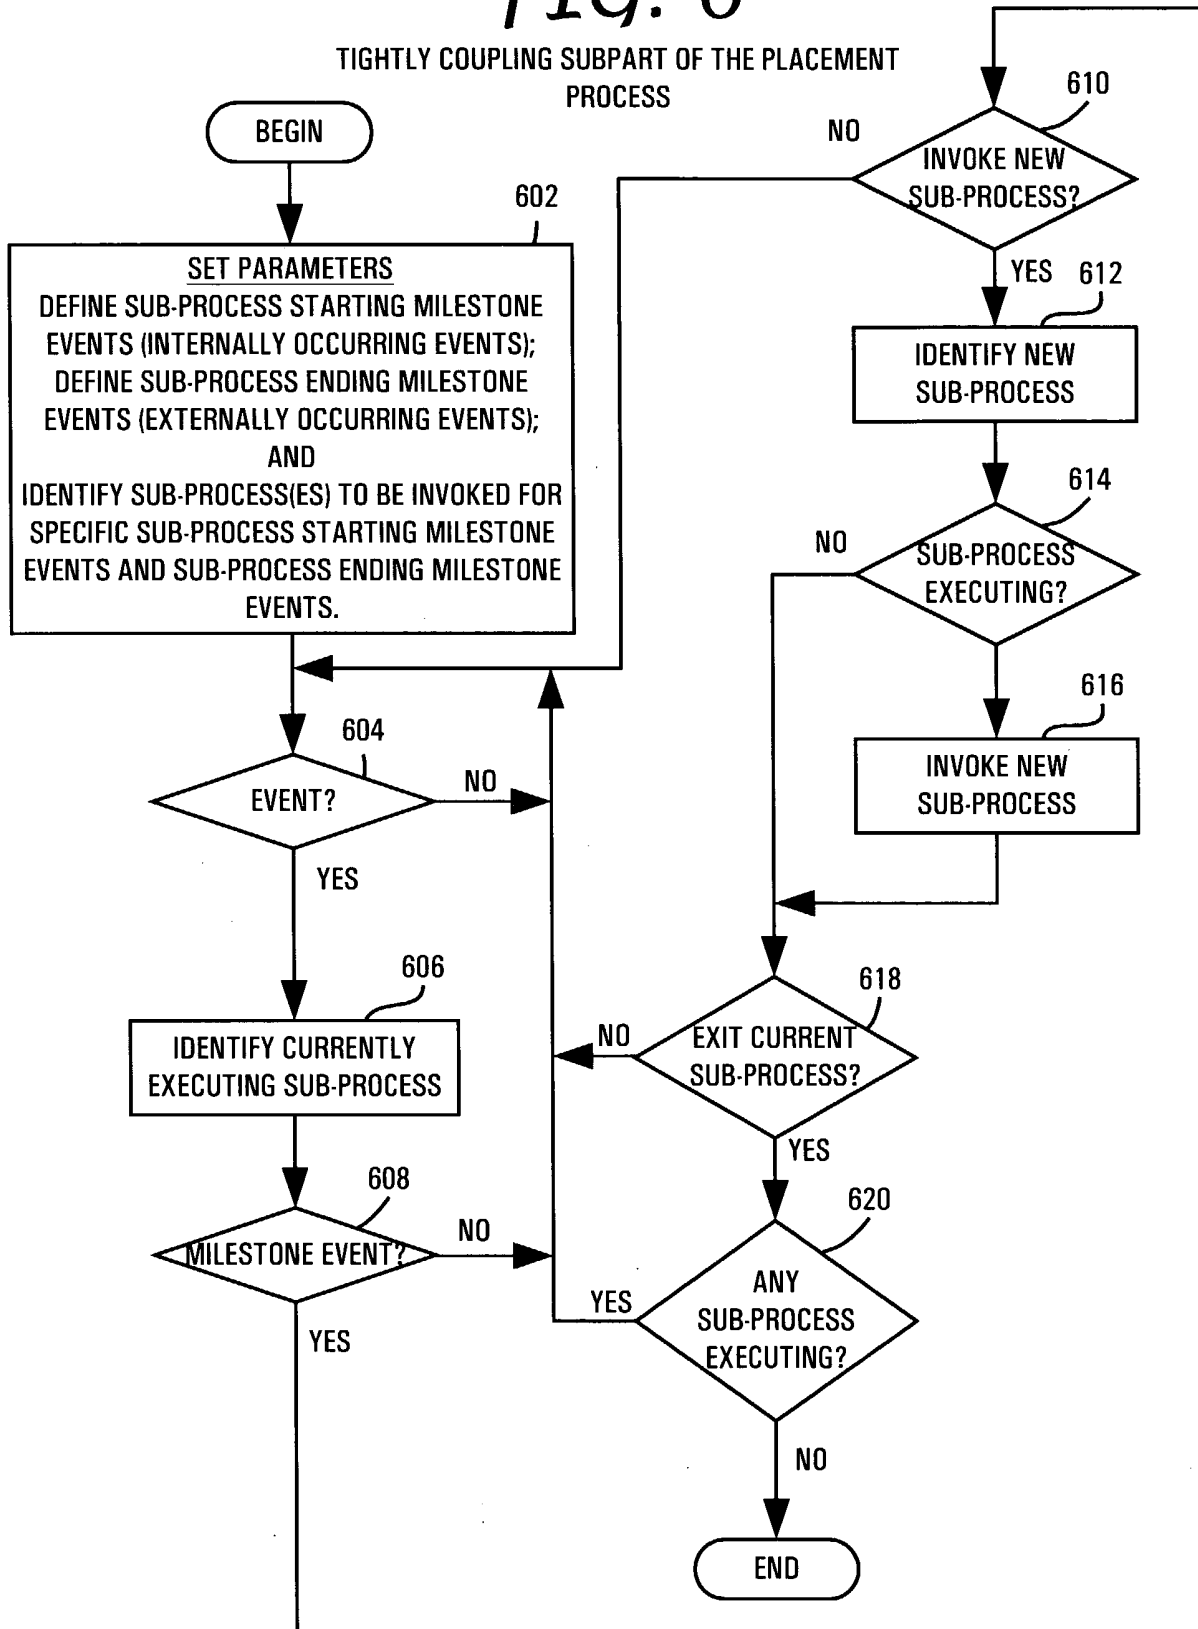 FIG. 6
TIGHTLY COUPLING SUBPART OF THE PLACEMENT
PROCESS
BEGIN
602
SET PARAMETERS
DEFINE SUB-PROCESS STARTING MILESTONE
EVENTS (INTERNALLY OCCURRING EVENTS);
DEFINE SUB-PROCESS ENDING MILESTONE
EVENTS (EXTERNALLY OCCURRING EVENTS);
AND
IDENTIFY SUB-PROCESS(ES) TO BE INVOKED FOR
SPECIFIC SUB-PROCESS STARTING MILESTONE
EVENTS AND SUB-PROCESS ENDING MILESTONE
EVENTS.
604
EVENT?
NO
YES
606
IDENTIFY CURRENTLY
EXECUTING SUB-PROCESS
608
MILESTONE EVENT?
NO
YES
610
NO
INVOKE NEW
SUB-PROCESS?
YES
612
IDENTIFY NEW
SUB-PROCESS
614
NO
SUB-PROCESS
EXECUTING?
616
INVOKE NEW
SUB-PROCESS
618
NO
EXIT CURRENT
SUB-PROCESS?
YES
620
YES
ANY
SUB-PROCESS
EXECUTING?
NO
END